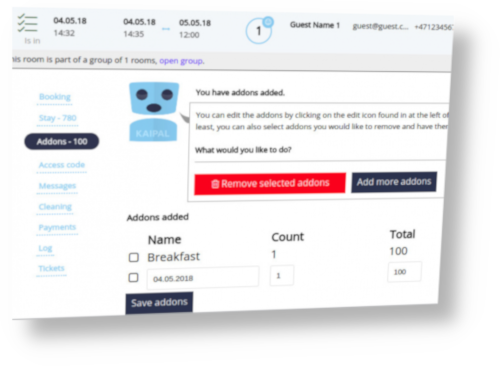 04.05.18 04.05.18 05.05.18 1 Guest Name 1 guest@guest.c...
14:32 14:35 12:00
Is in
is room is part of a group of 1 rooms, open group.
Booking
Stay - 780
Addons - 100
Access code
Messages
Cleaning
Payments
Log
Tickets
KAIPAL
You have addons added.
You can edit the addons by clicking on the edit icon found in at the left of
least, you can also select addons you would like to remove and have
What would you like to do?
Remove selected addons Add more addons
Addons added
Name Count Total
Breakfast 1 100
04.05.2018 1 100
Save addons